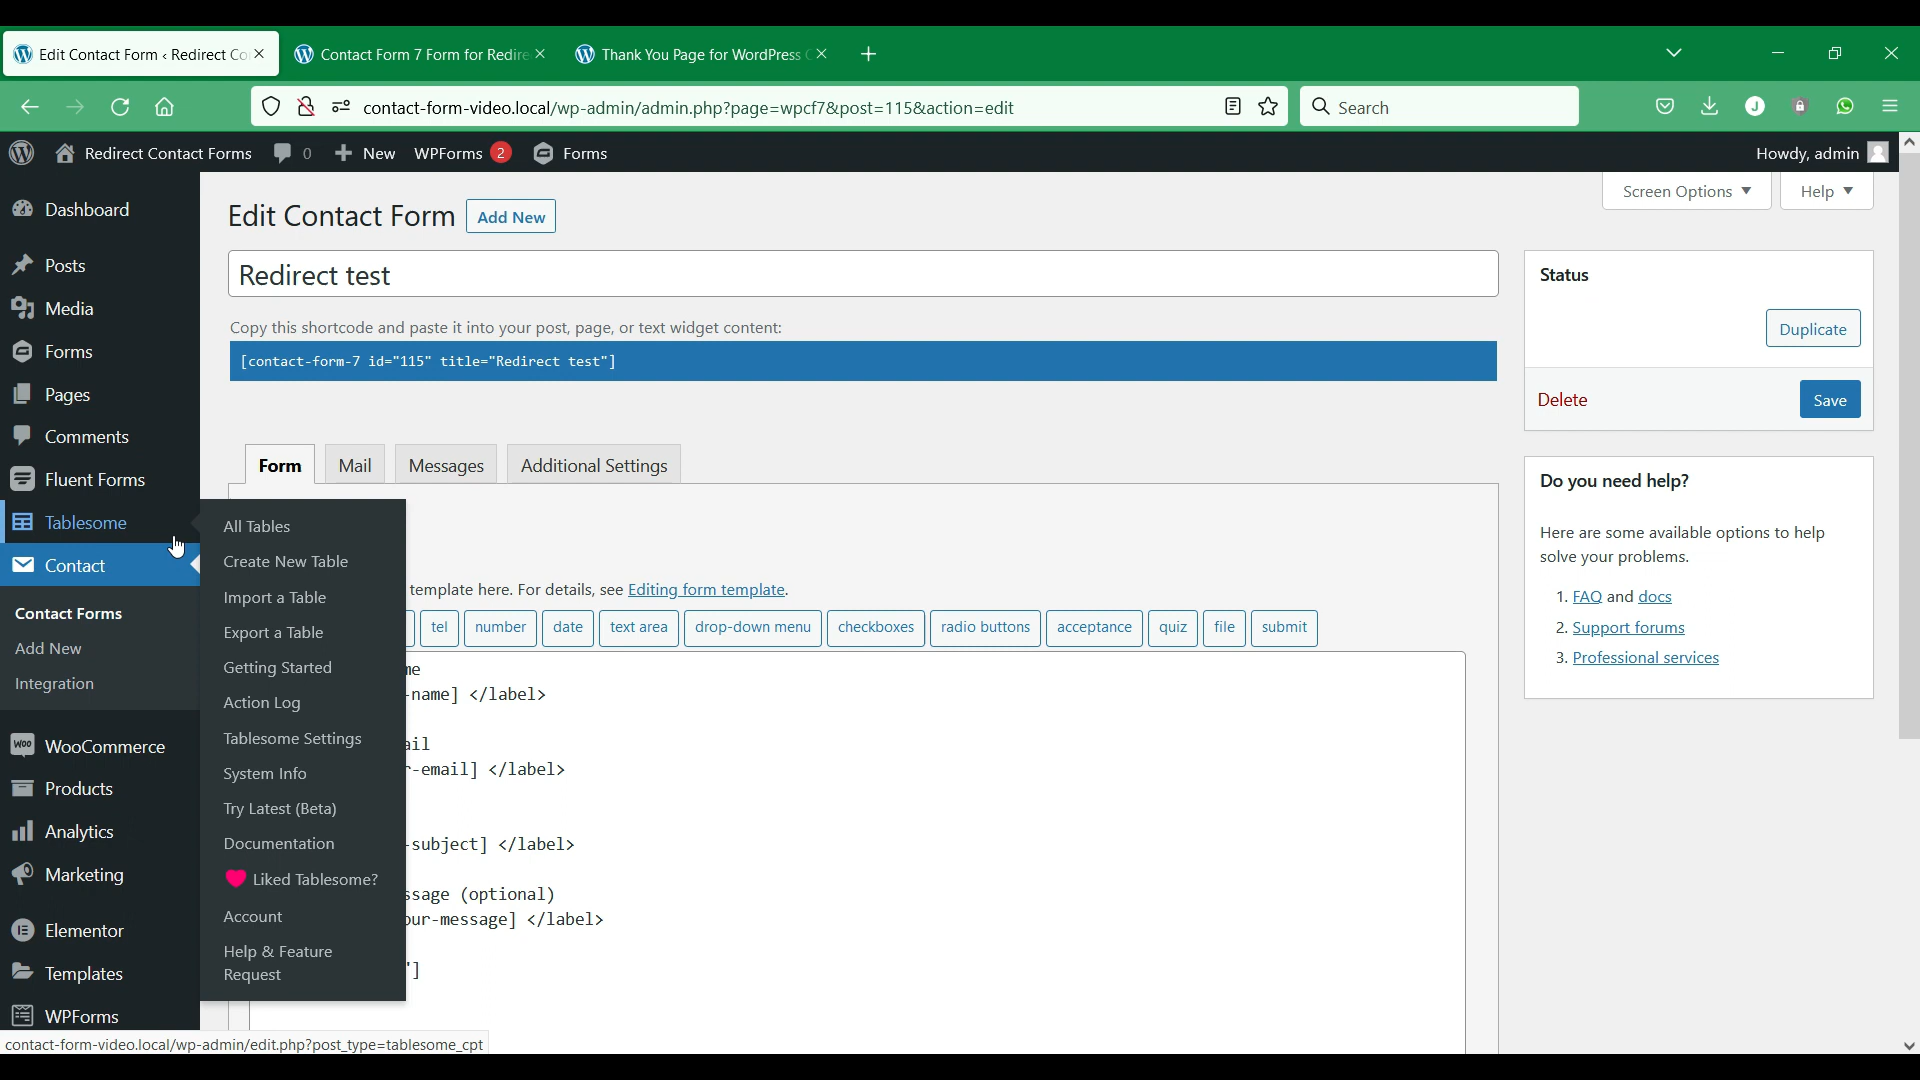 Edit Contact Form ‹ Redirect Co
Contact Form 7 Form for Redire
Thank You Page for WordPress
contact-form-video.local/wp-admin/admin.php?page=wpcf7&post=115&action=edit
Search
J
Redirect Contact Forms
0
New
WPForms 2
Forms
Howdy, admin
Screen Options
Help
Dashboard
Posts
Media
Forms
Pages
Comments
Fluent Forms
Tablesome
Contact
Contact Forms
Add New
Integration
Woo WooCommerce
Products
Analytics
Marketing
Elementor
Templates
WPForms
All Tables
Create New Table
Import a Table
Export a Table
Getting Started
Action Log
Tablesome Settings
System Info
Try Latest (Beta)
Documentation
Liked Tablesome?
Account
Help & Feature
Request
Edit Contact Form
Add New
Redirect test
Copy this shortcode and paste it into your post, page, or text widget content:
[contact-form-7 id="115" title="Redirect test"]
Form
Mail
Messages
Additional Settings
template here. For details, see Editing form template.
tel
number
date
text area
drop-down menu
checkboxes
radio buttons
acceptance
quiz
file
submit
me
-name] </label>
ail
r-email] </label>
-subject] </label>
ssage (optional)
our-message] </label>
"]
Status
Duplicate
Delete
Save
Do you need help?
Here are some available options to help
solve your problems.
1. FAQ and docs
2. Support forums
3. Professional services
contact-form-video.local/wp-admin/edit.php?post_type=tablesome_cpt